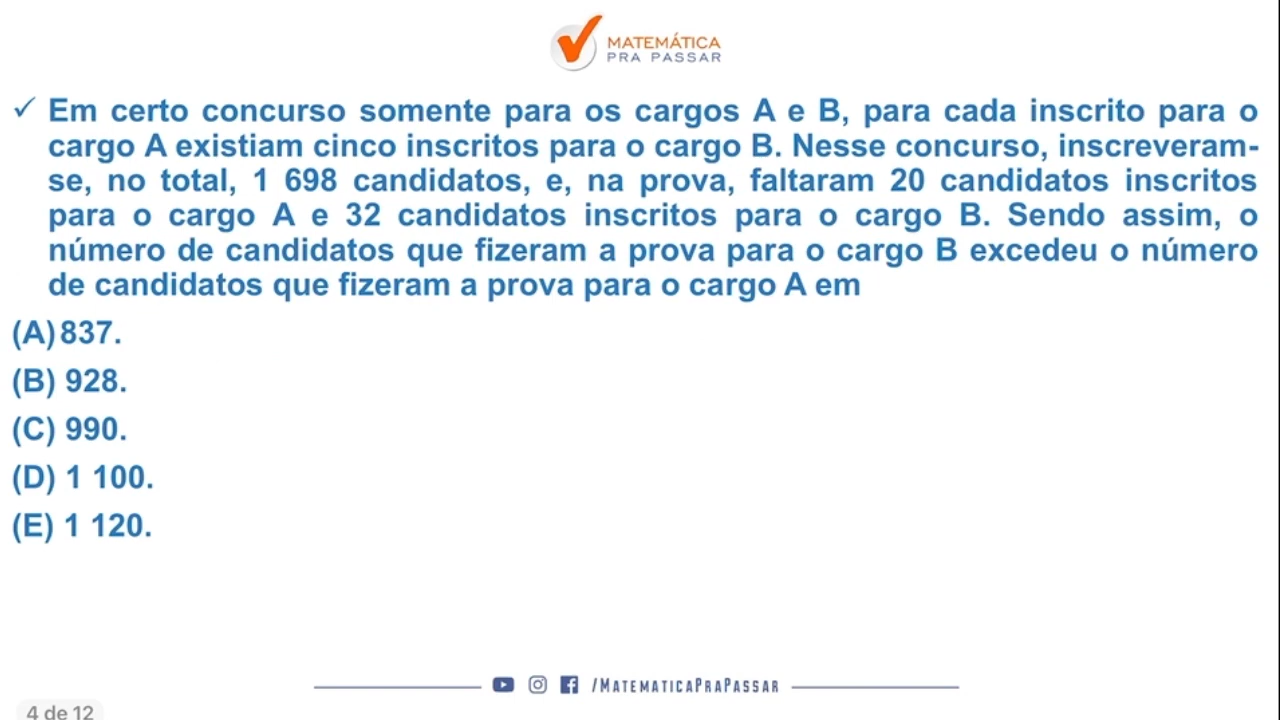 MATEMÁTICA
PRA PASSAR
✓ Em certo concurso somente para os cargos A e B, para cada inscrito para o
cargo A existiam cinco inscritos para o cargo B. Nesse concurso, inscreveram-
se, no total, 1 698 candidatos, e, na prova, faltaram 20 candidatos inscritos
para o cargo A e 32 candidatos inscritos para o cargo B. Sendo assim, o
número de candidatos que fizeram a prova para o cargo B excedeu o número
de candidatos que fizeram a prova para o cargo A em
(A) 837.
(B) 928.
(C) 990.
(D) 1 100.
(E) 1 120.
/MATEMATICAPRAPASSAR
4 de 12